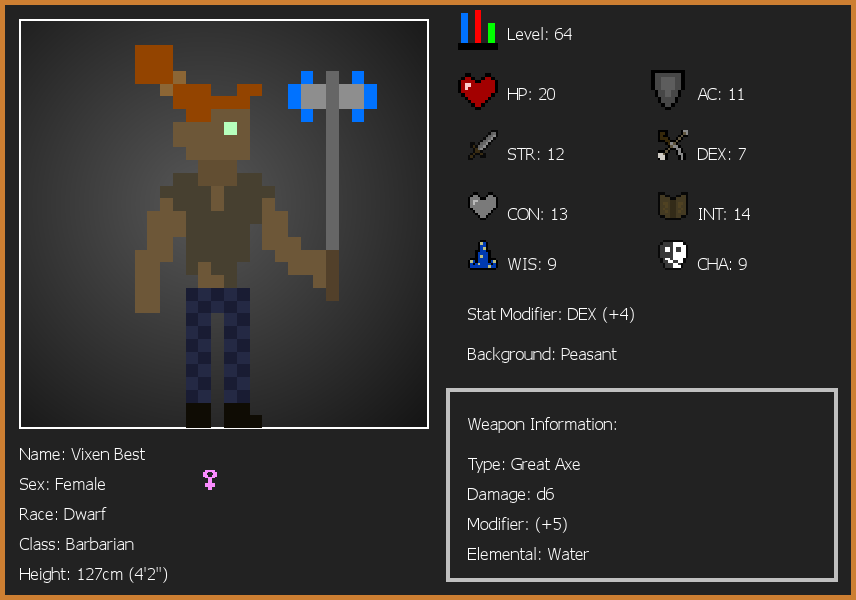 Level: 64
HP: 20
AC: 11
STR: 12
DEX: 7
CON: 13
INT: 14
WIS: 9
CHA: 9
Stat Modifier: DEX (+4)
Background: Peasant
Weapon Information:
Type: Great Axe
Damage: d6
Modifier: (+5)
Elemental: Water
Name: Vixen Best
Sex: Female
Race: Dwarf
Class: Barbarian
Height: 127cm (4'2")